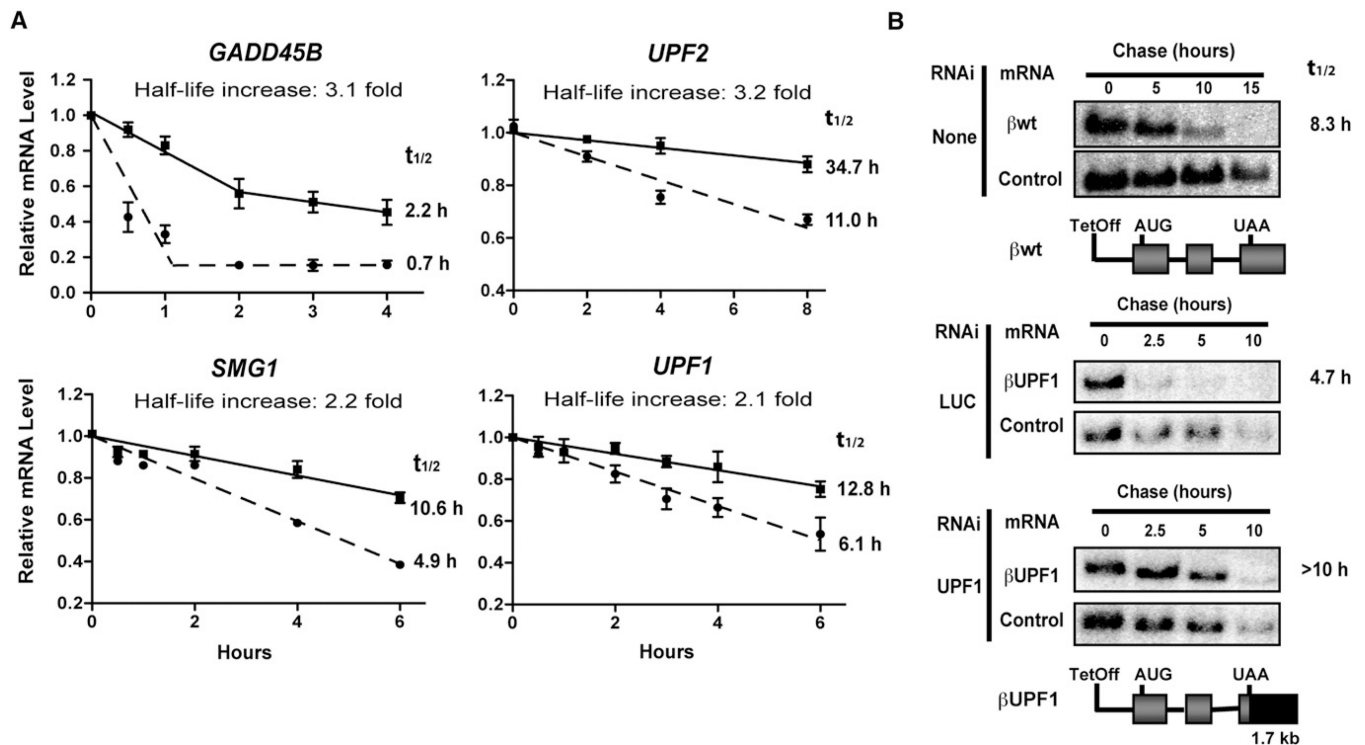 A
GADD45B
Half-life increase: 3.1 fold
Relative mRNA Level
1.2
1.0
0.8
0.6
0.4
0.2
0.0
0 1 2 3 4
t1/2
2.2 h
0.7 h
UPF2
Half-life increase: 3.2 fold
1.2
1.0
0.8
0.6
0.4
0 2 4 6 8
t1/2
34.7 h
11.0 h
SMG1
Half-life increase: 2.2 fold
Relative mRNA Level
1.2
1.0
0.8
0.6
0.4
0.2
0 2 4 6
Hours
t1/2
10.6 h
4.9 h
UPF1
Half-life increase: 2.1 fold
1.2
1.0
0.8
0.6
0.4
0.2
0 2 4 6
Hours
t1/2
12.8 h
6.1 h
B
Chase (hours)
RNAi mRNA 0 5 10 15 t1/2
None βwt 8.3 h
Control
TetOff AUG UAA
βwt
Chase (hours)
RNAi mRNA 0 2.5 5 10
LUC βUPF1 4.7 h
Control
Chase (hours)
RNAi mRNA 0 2.5 5 10
UPF1 βUPF1 >10 h
Control
TetOff AUG UAA
βUPF1
1.7 kb